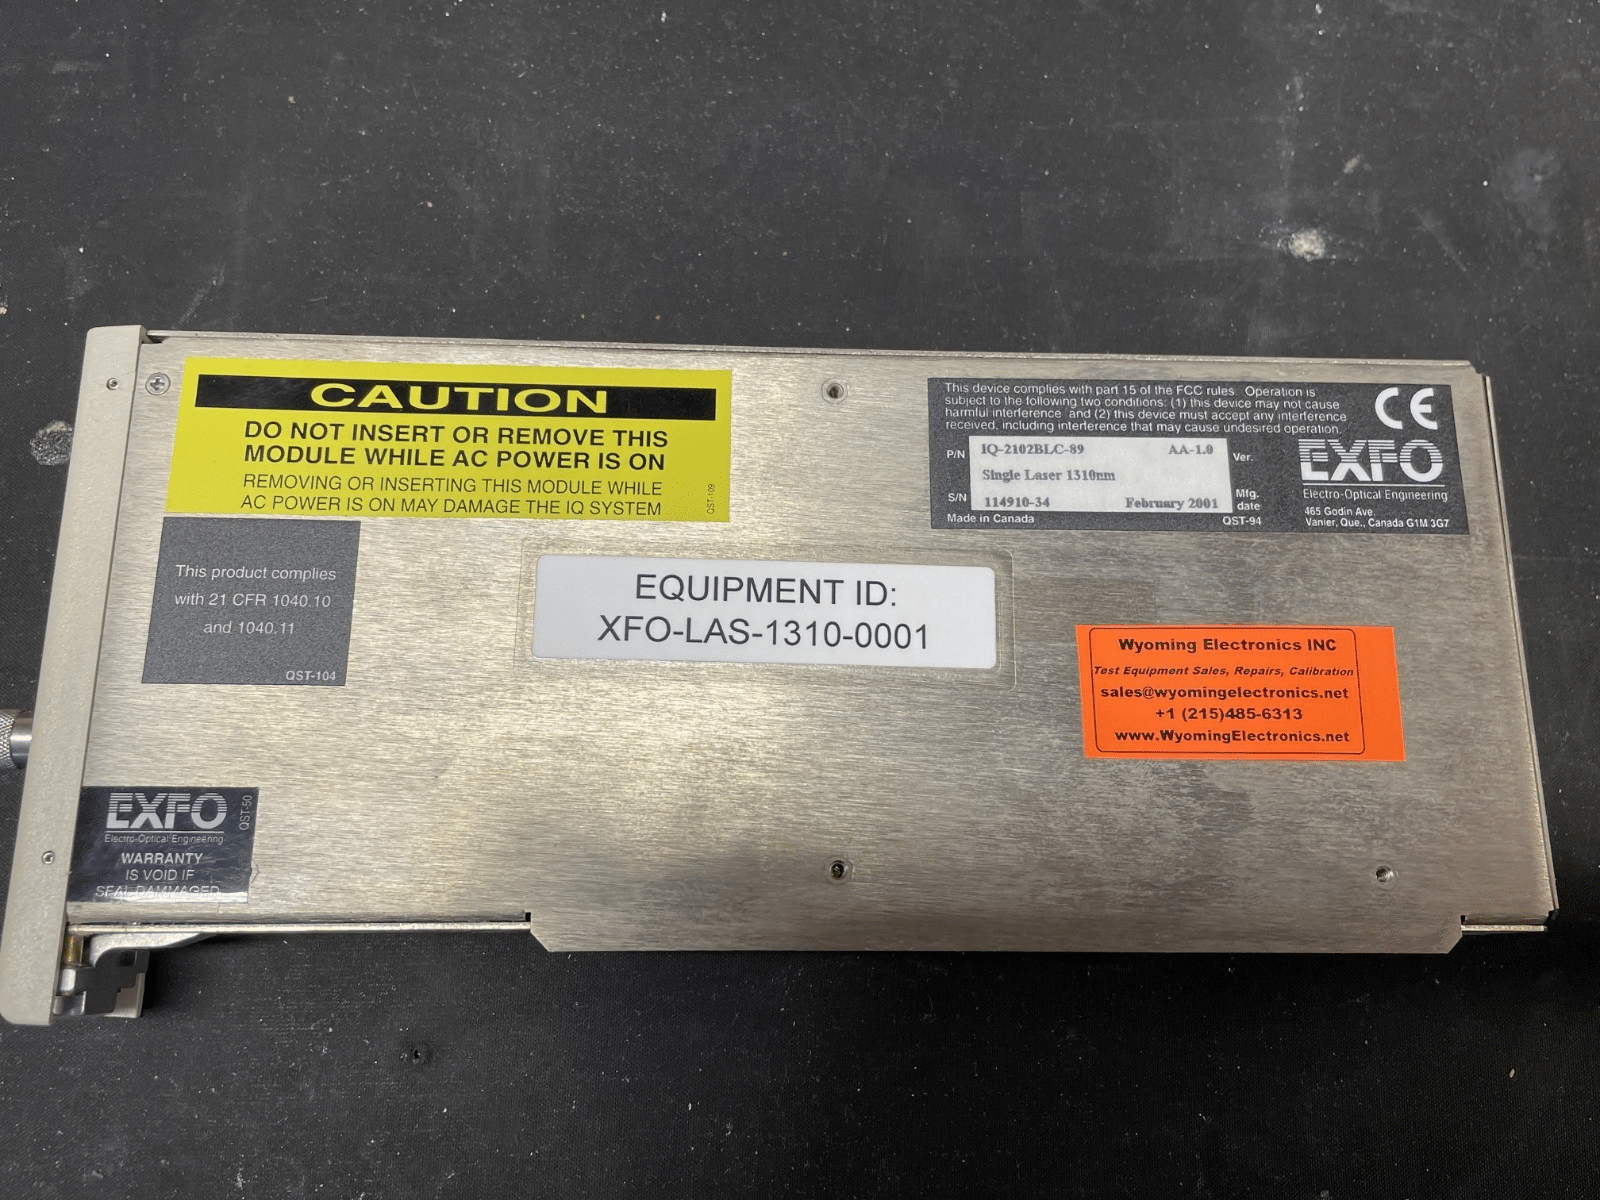 CAUTION
DO NOT INSERT OR REMOVE THIS
MODULE WHILE AC POWER IS ON
REMOVING OR INSERTING THIS MODULE WHILE
AC POWER IS ON MAY DAMAGE THE IQ SYSTEM
QST-109
This product complies
with 21 CFR 1040.10
and 1040.11
QST-104
EXFO
Electro-Optical Engineering
QST-50
WARRANTY
IS VOID IF
SEAL DAMMAGED
EQUIPMENT ID:
XFO-LAS-1310-0001
This device complies with part 15 of the FCC rules. Operation is
subject to the following two conditions: (1) this device may not cause
harmful interference and (2) this device must accept any interference
received, including interference that may cause undesired operation.
CE
P/N IQ-2102BLC-89 AA-1.0 Ver.
Single Laser 1310nm
S/N 114910-34 February 2001 Mfg. date
Made in Canada QST-94
EXFO
Electro-Optical Engineering
465 Godin Ave.
Vanier, Que., Canada G1M 3G7
Wyoming Electronics INC
Test Equipment Sales, Repairs, Calibration
sales@wyomingelectronics.net
+1 (215)485-6313
www.WyomingElectronics.net